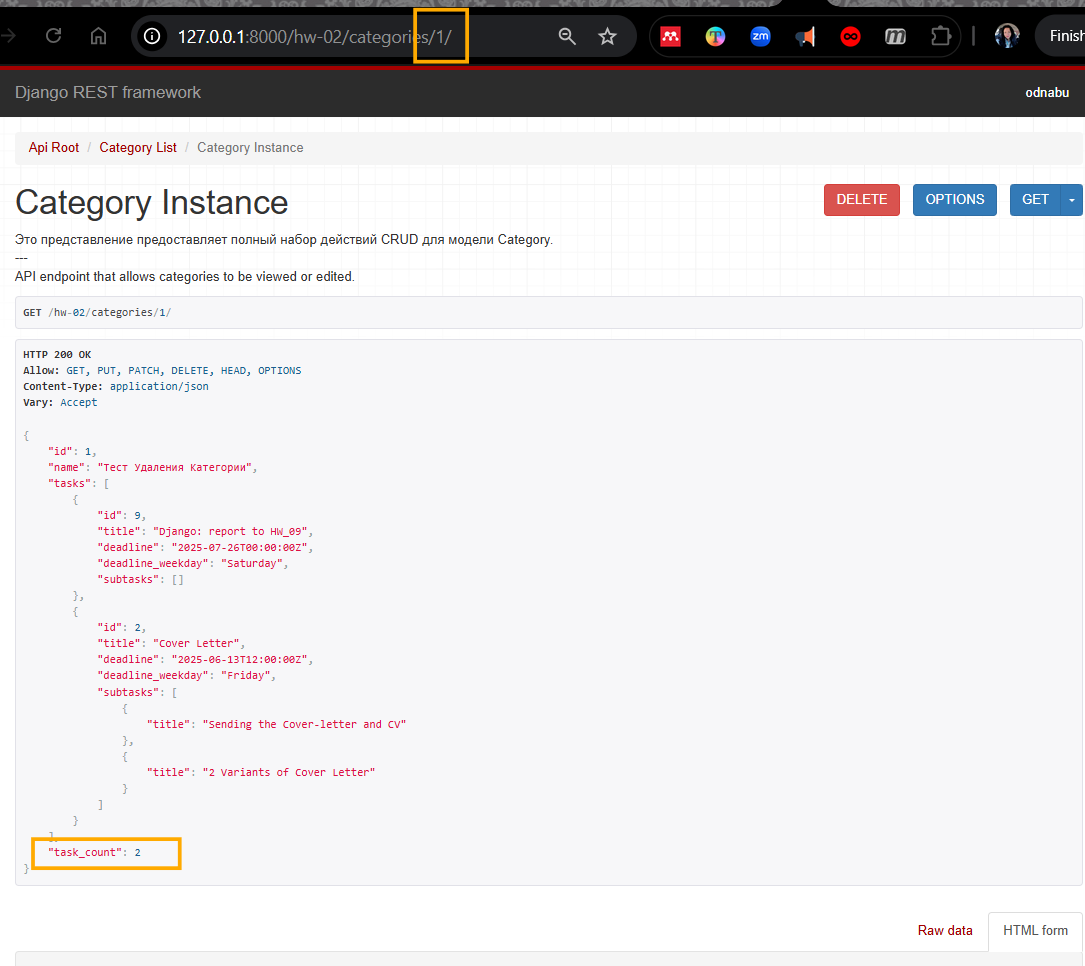 127.0.0.1:8000/hw-02/categories/1/
zm
m
Finish
Django REST framework
odnabu
Api Root / Category List / Category Instance
Category Instance
DELETE
OPTIONS
GET
Это представление предоставляет полный набор действий CRUD для модели Category.
---
API endpoint that allows categories to be viewed or edited.
GET /hw-02/categories/1/
HTTP 200 OK
Allow: GET, PUT, PATCH, DELETE, HEAD, OPTIONS
Content-Type: application/json
Vary: Accept
{
"id": 1,
"name": "Тест Удаления Категории",
"tasks": [
{
"id": 9,
"title": "Django: report to HW_09",
"deadline": "2025-07-26T00:00:00Z",
"deadline_weekday": "Saturday",
"subtasks": []
},
{
"id": 2,
"title": "Cover Letter",
"deadline": "2025-06-13T12:00:00Z",
"deadline_weekday": "Friday",
"subtasks": [
{
"title": "Sending the Cover-letter and CV"
},
{
"title": "2 Variants of Cover Letter"
}
]
}
],
"task_count": 2
}
Raw data
HTML form